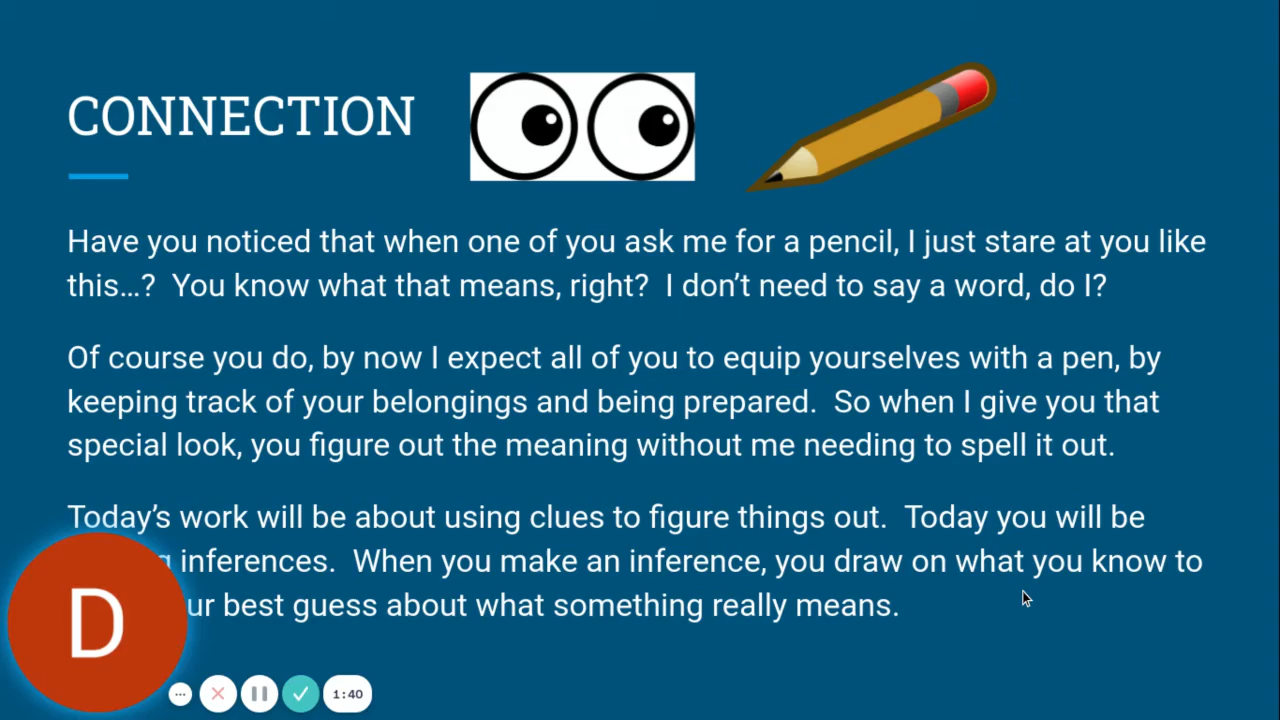 CONNECTION
Have you noticed that when one of you ask me for a pencil, I just stare at you like
this…?  You know what that means, right?  I don’t need to say a word, do I?
Of course you do, by now I expect all of you to equip yourselves with a pen, by
keeping track of your belongings and being prepared.  So when I give you that
special look, you figure out the meaning without me needing to spell it out.
Today’s work will be about using clues to figure things out.  Today you will be
inferences.  When you make an inference, you draw on what you know to
best guess about what something really means.
D
1:40